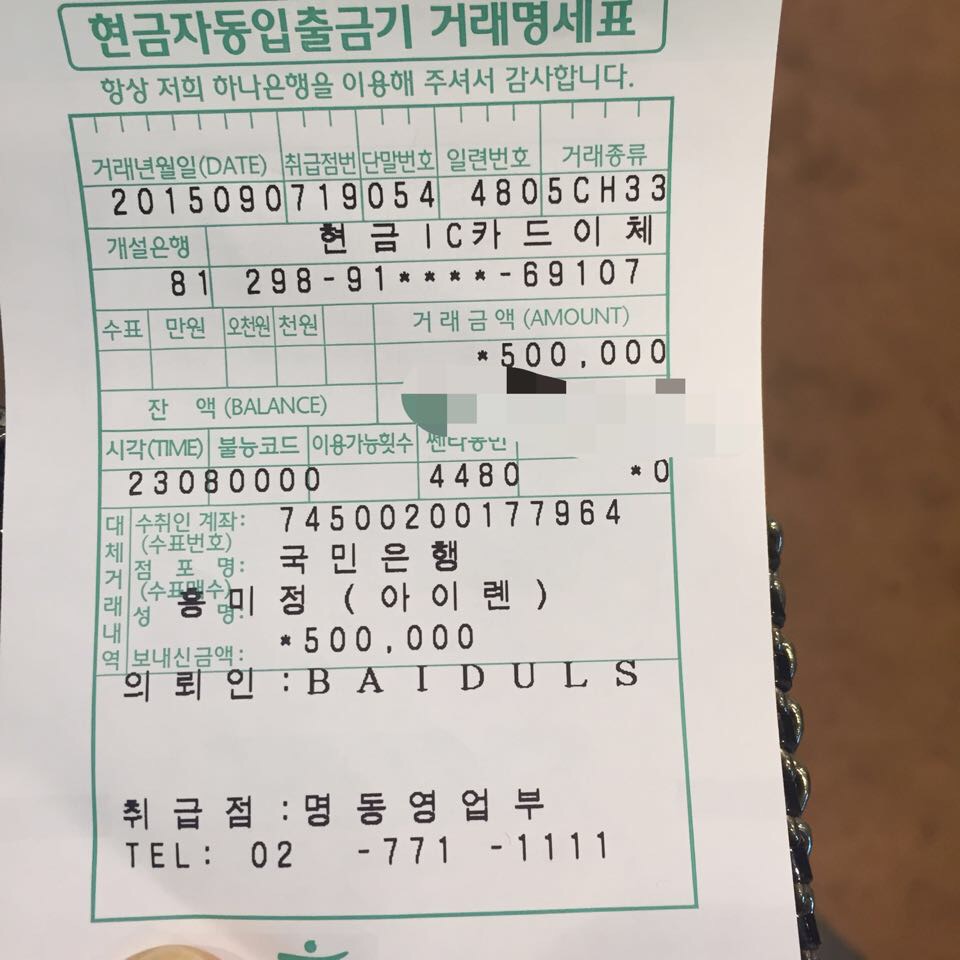 현금자동입출금기 거래명세표
항상 저희 하나은행을 이용해 주셔서 감사합니다.
거래년월일(DATE) 취급점번 단말번호 일련번호 거래종류
20150907 19054 4805CH33
개설은행 현금IC카드이체
81 298-91****-69107
수표 만원 오천원 천원 거래금액 (AMOUNT)
*500,000
잔 액 (BALANCE)
시각(TIME) 불능코드 이용가능횟수
23080000 4480 *0
대체거래내역
수취인 계좌: 74500200177964
(수표번호)
점 포 명: 국민은행
(수표맥수)
성 명: 홍미정 (아이렌)
보내신금액: *500,000
의뢰인:BAIDULS
취급점:명동영업부
TEL: 02 -771 -1111